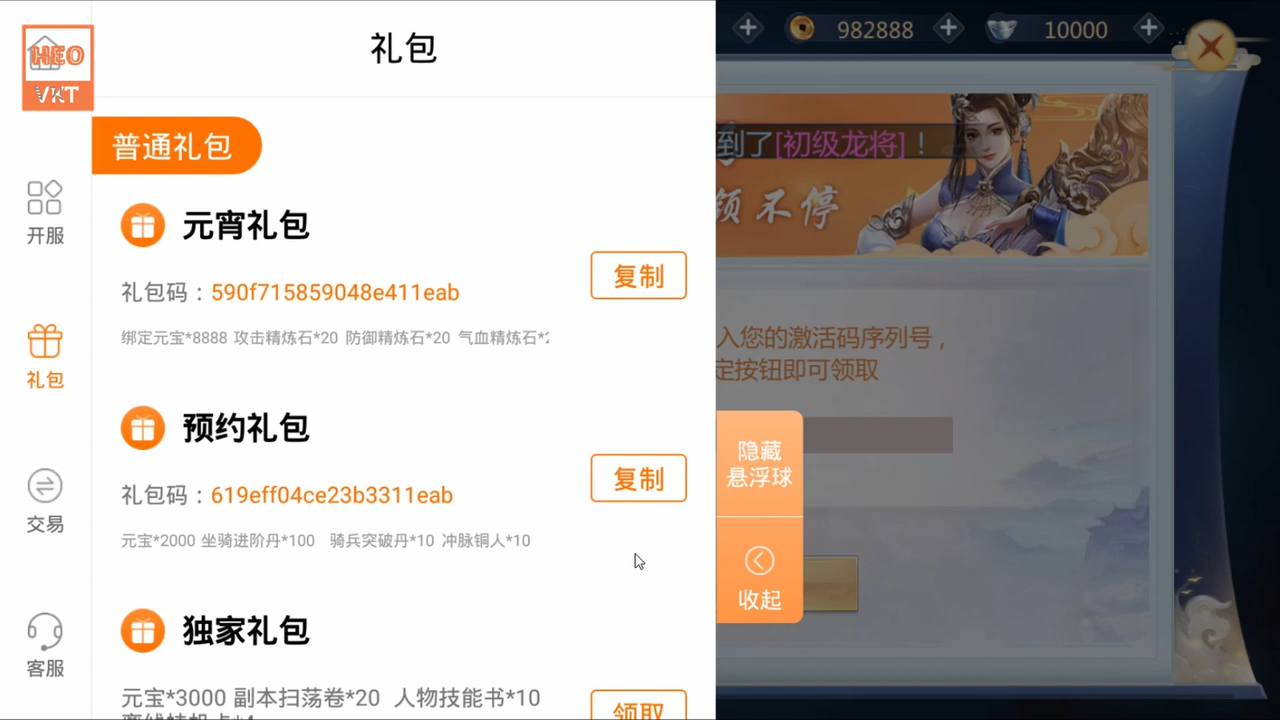 礼包
HEO
VNT
普通礼包
开服
元宵礼包
礼包码：590f715859048e411eab
复制
绑定元宝*8888 攻击精炼石*20 防御精炼石*20 气血精炼石*2
礼包
预约礼包
礼包码：619eff04ce23b3311eab
复制
元宝*2000 坐骑进阶丹*100 骑兵突破丹*10 冲脉铜人*10
交易
独家礼包
客服
元宝*3000 副本扫荡卷*20 人物技能书*10
领取
982888
10000
到了[初级龙将]！
领不停
入您的激活码序列号，
定按钮即可领取
隐藏
悬浮球
收起